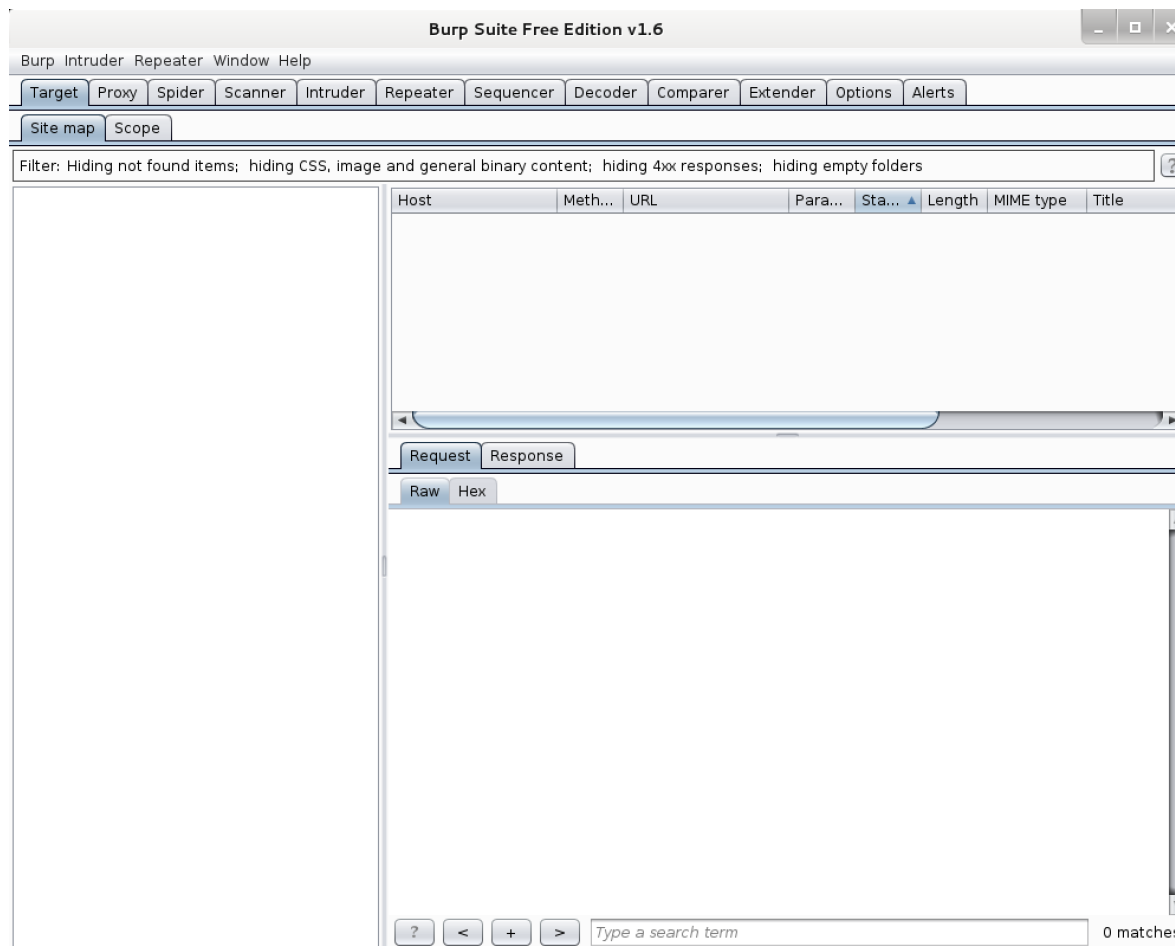 Burp Suite Free Edition v1.6
Burp Intruder Repeater Window Help
Target Proxy Spider Scanner Intruder Repeater Sequencer Decoder Comparer Extender Options Alerts
Site map Scope
Filter: Hiding not found items; hiding CSS, image and general binary content; hiding 4xx responses; hiding empty folders ?
Host Meth... URL Para... Sta... Length MIME type Title
Request Response
Raw Hex
? < + > Type a search term 0 matches